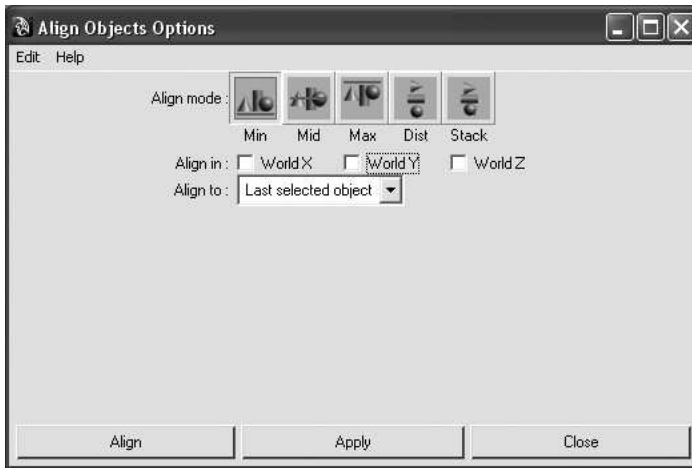 Align Objects Options
Edit Help
Align mode :
Min Mid Max Dist Stack
Align in : World X World Y World Z
Align to : Last selected object
Align Apply Close